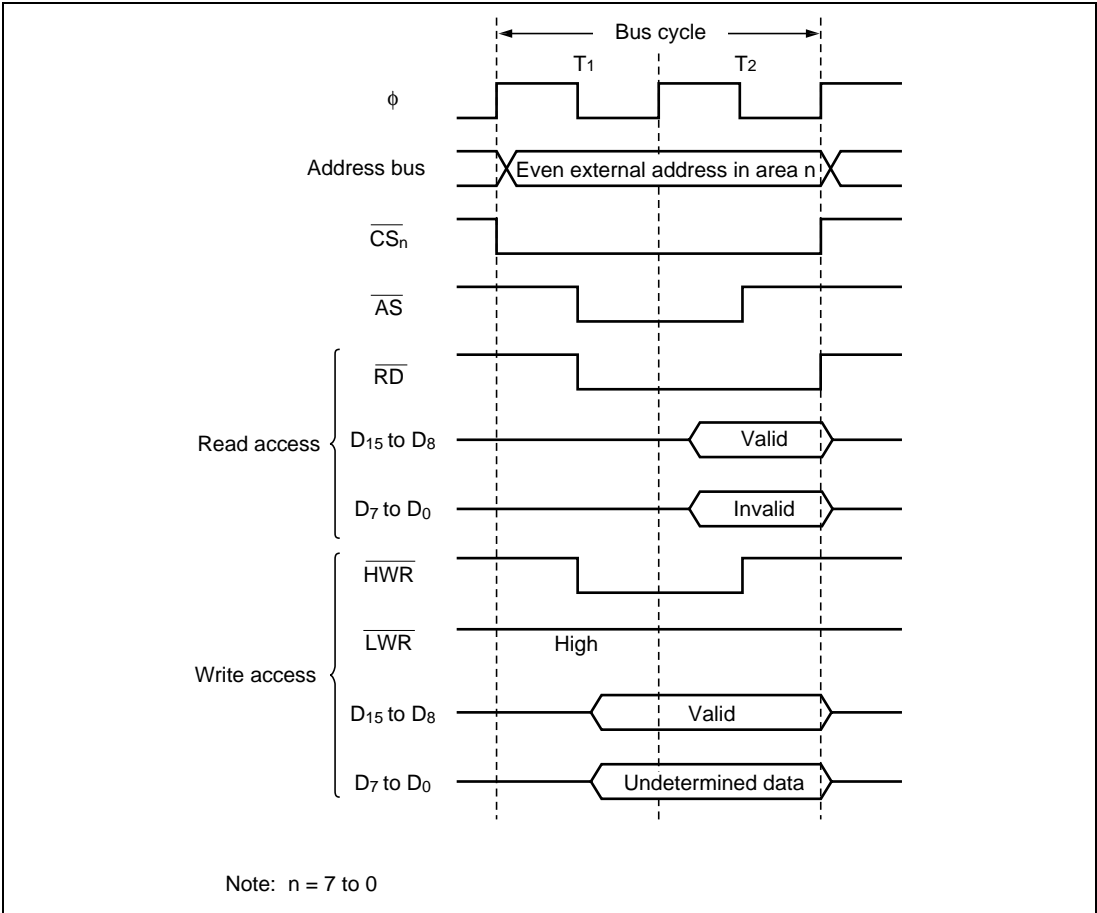 Bus cycle
T1 T2
ϕ
Address bus Even external address in area n
CSn
AS
RD
Read access D15 to D8 Valid
D7 to D0 Invalid
HWR
LWR High
Write access
D15 to D8 Valid
D7 to D0 Undetermined data
Note: n = 7 to 0